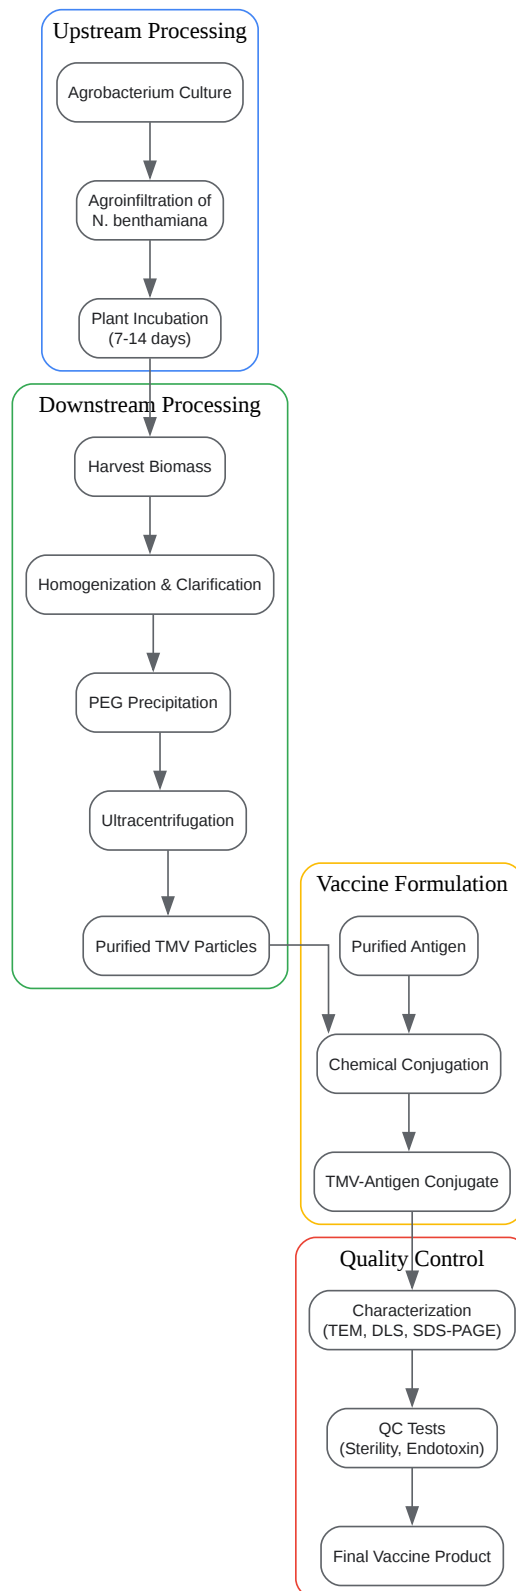 Upstream Processing
Agrobacterium Culture
Agroinfiltration of
N. benthamiana
Plant Incubation
(7-14 days)
Downstream Processing
Harvest Biomass
Homogenization & Clarification
PEG Precipitation
Ultracentrifugation
Purified TMV Particles
Vaccine Formulation
Purified Antigen
Chemical Conjugation
TMV-Antigen Conjugate
Quality Control
Characterization
(TEM, DLS, SDS-PAGE)
QC Tests
(Sterility, Endotoxin)
Final Vaccine Product